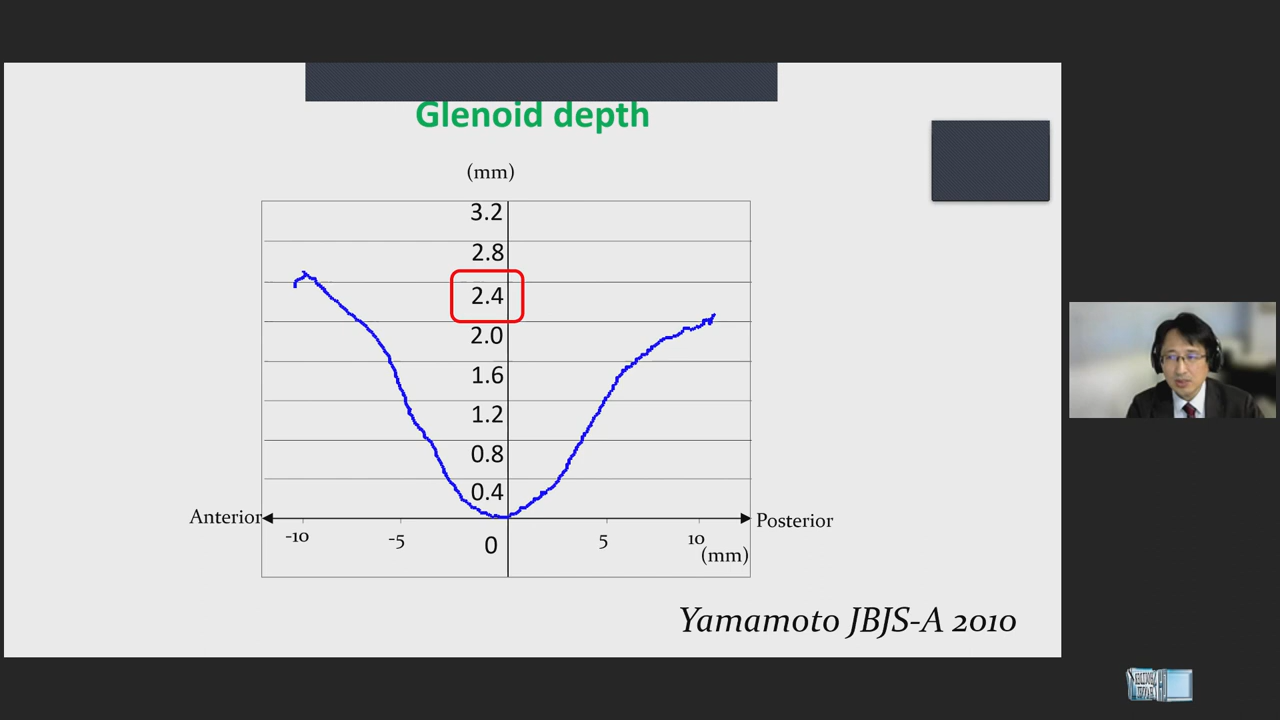 Glenoid depth
(mm)
3.2
2.8
2.4
2.0
1.6
1.2
0.8
0.4
Anterior
Posterior
-10
-5
0
5
10
(mm)
Yamamoto JBJS-A 2010